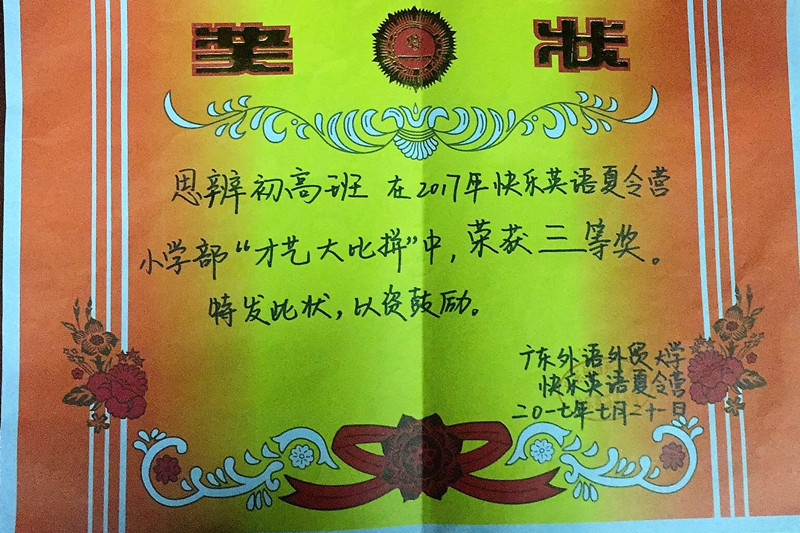 奖状
思辨初高班 在2017年快乐英语夏令营
小学部“才艺大比拼”中，荣获三等奖。
特发此状，以资鼓励。
广东外语外贸大学
快乐英语夏令营
二〇一七年七月二十一日